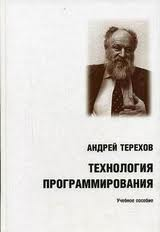 АНДРЕЙ ТЕРЕХОВ
ТЕХНОЛОГИЯ
ПРОГРАММИРОВАНИЯ
Учебное пособие